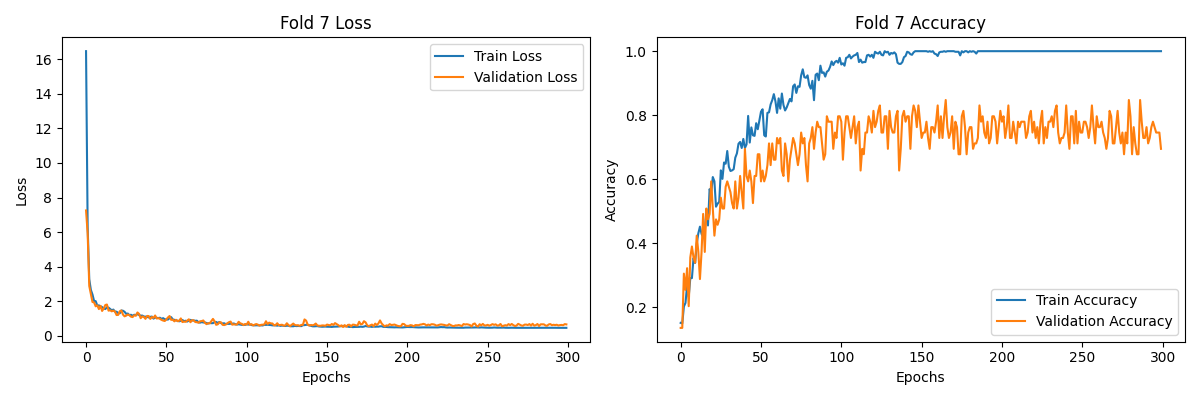 Fold 7 Loss
Train Loss
Validation Loss
16
14
12
10
8
6
4
2
0
Loss
0 50 100 150 200 250 300
Epochs
Fold 7 Accuracy
1.0
0.8
0.6
0.4
0.2
Accuracy
Train Accuracy
Validation Accuracy
0 50 100 150 200 250 300
Epochs